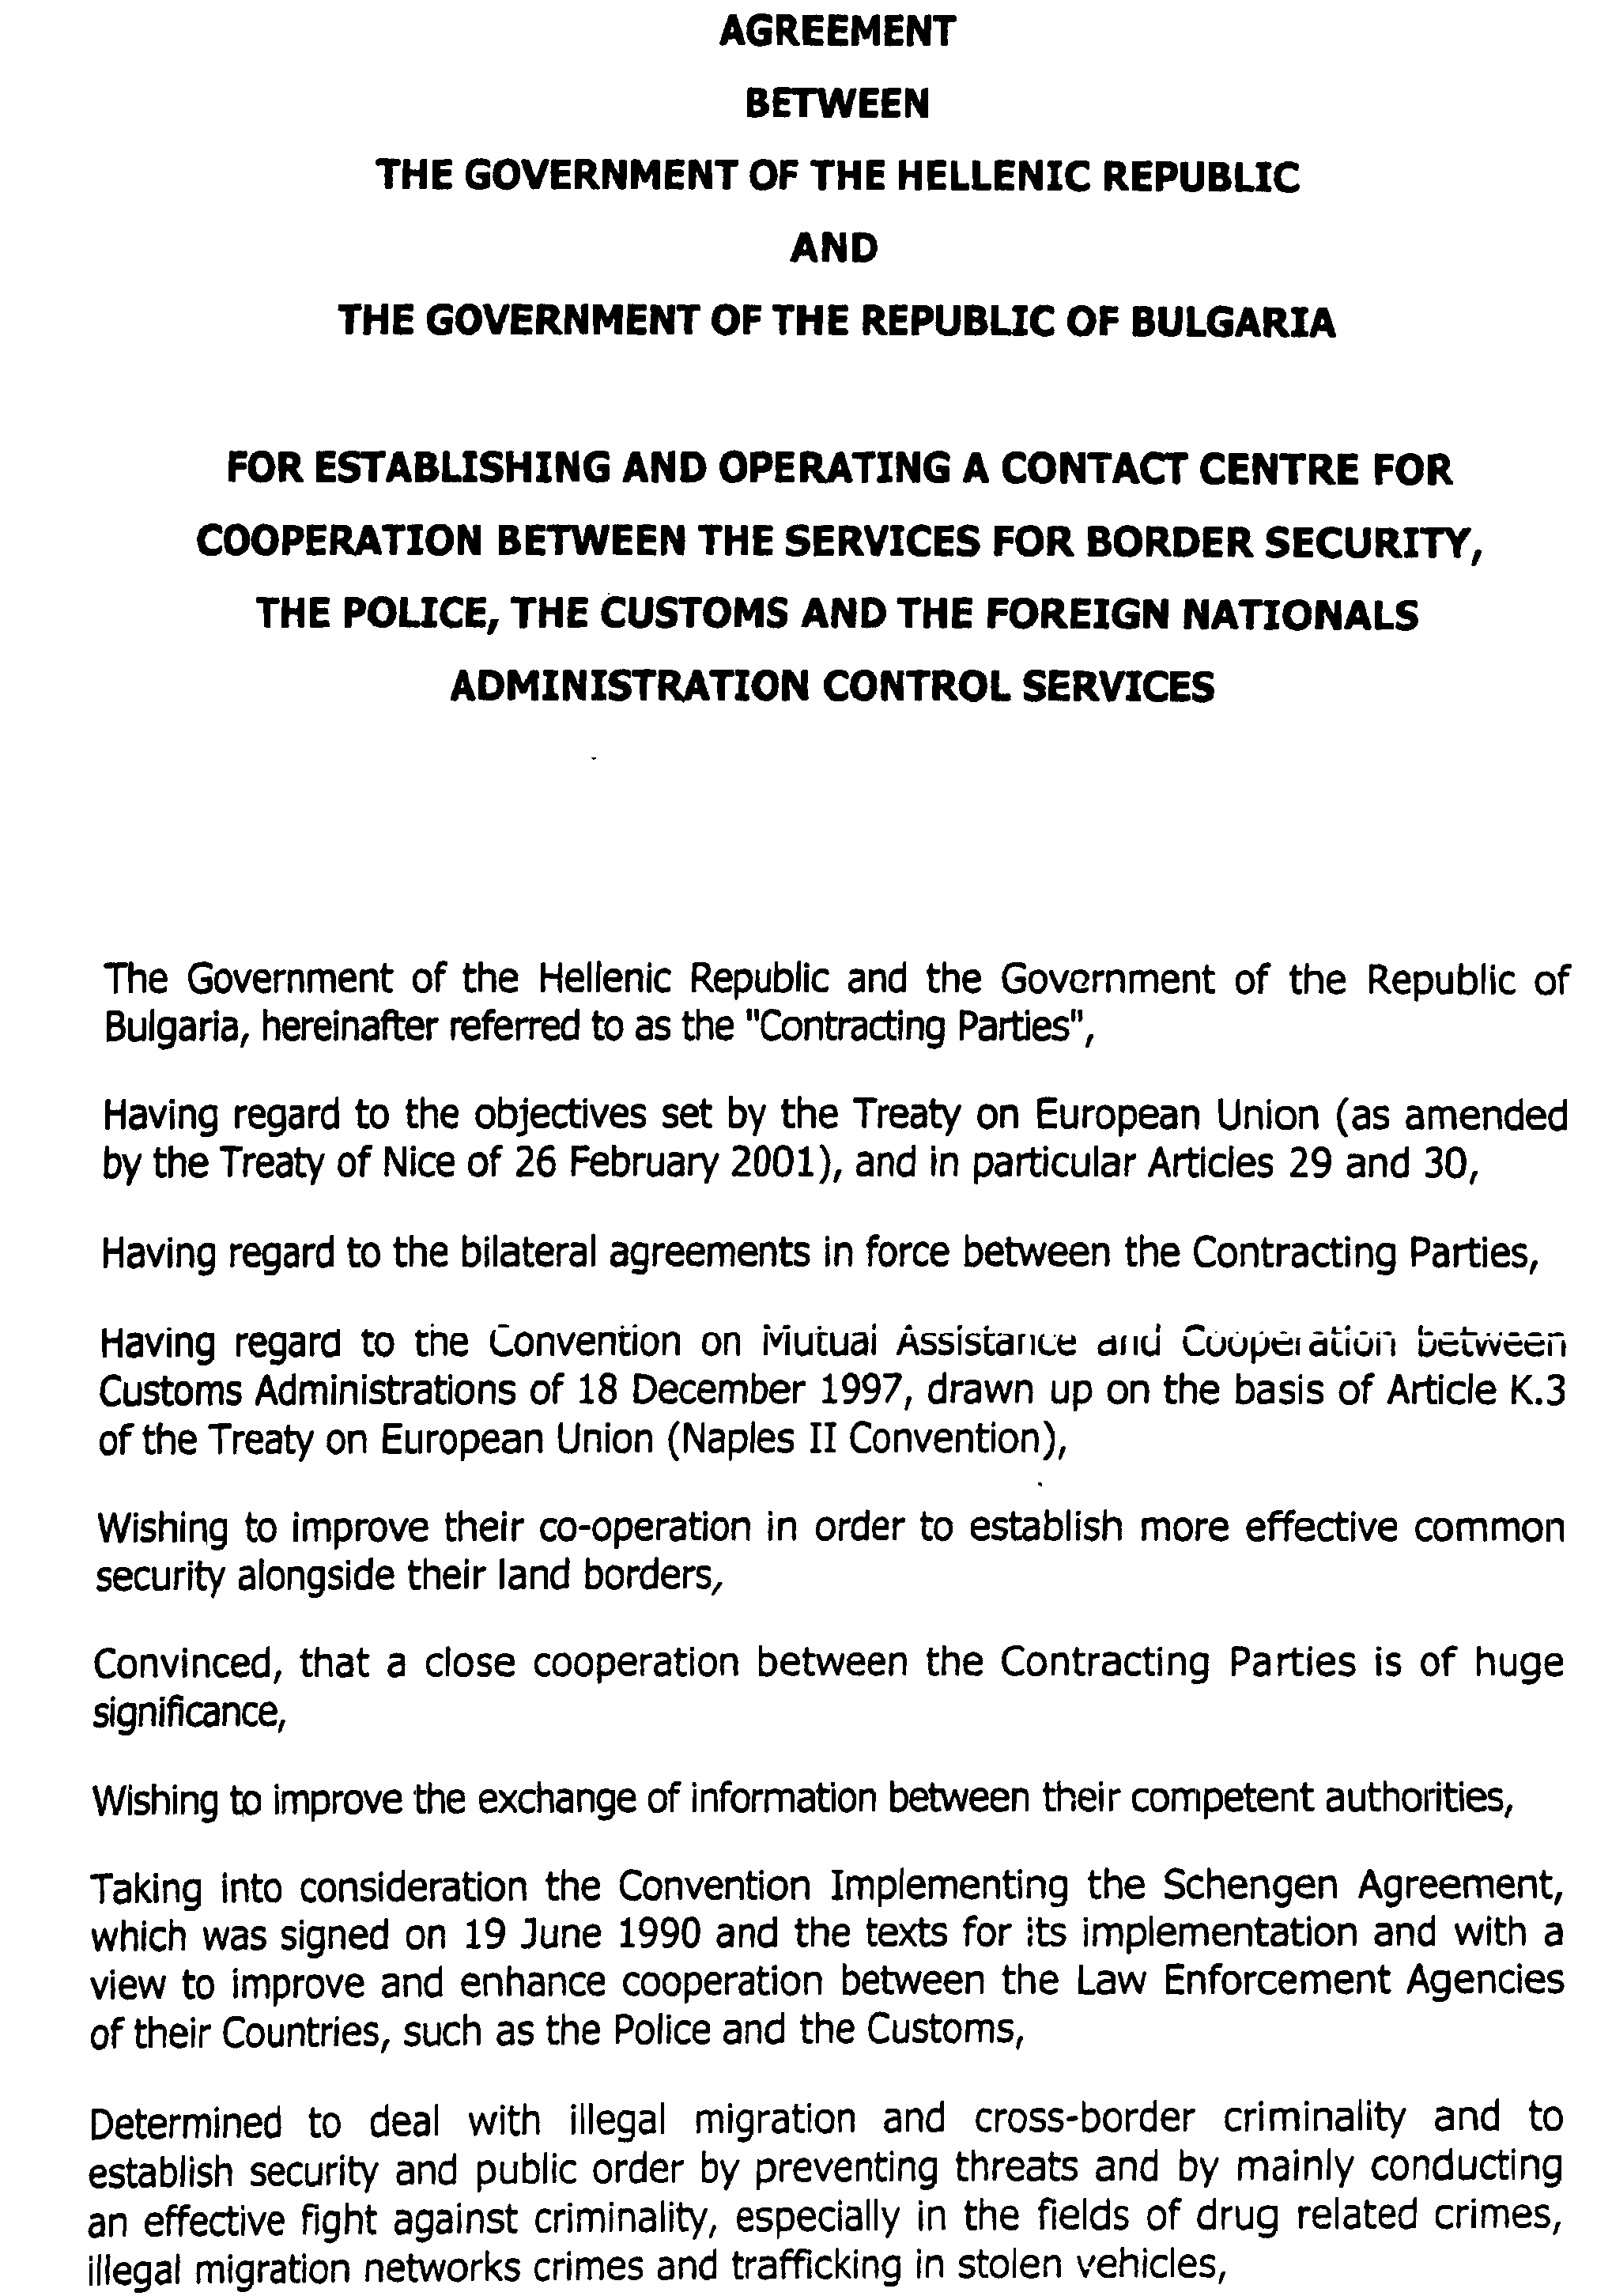 AGREEMENT
BETWEEN
THE GOVERNMENT OF THE HELLENIC REPUBLIC
AND
THE GOVERNMENT OF THE REPUBLIC OF BULGARIA
FOR ESTABLISHING AND OPERATING A CONTACT CENTRE FOR
COOPERATION BETWEEN THE SERVICES FOR BORDER SECURITY,
THE POLICE, THE CUSTOMS AND THE FOREIGN NATIONALS
ADMINISTRATION CONTROL SERVICES
The Government of the Hellenic Republic and the Government of the Republic of
Bulgaria, hereinafter referred to as the "Contracting Parties",
Having regard to the objectives set by the Treaty on European Union (as amended
by the Treaty of Nice of 26 February 2001), and in particular Articles 29 and 30,
Having regard to the bilateral agreements in force between the Contracting Parties,
Having regard to the Convention on Mutual Assistance and Cooperation between
Customs Administrations of 18 December 1997, drawn up on the basis of Article K.3
of the Treaty on European Union (Naples II Convention),
Wishing to improve their co-operation in order to establish more effective common
security alongside their land borders,
Convinced, that a close cooperation between the Contracting Parties is of huge
significance,
Wishing to improve the exchange of information between their competent authorities,
Taking into consideration the Convention Implementing the Schengen Agreement,
which was signed on 19 June 1990 and the texts for its implementation and with a
view to improve and enhance cooperation between the Law Enforcement Agencies
of their Countries, such as the Police and the Customs,
Determined to deal with illegal migration and cross-border criminality and to
establish security and public order by preventing threats and by mainly conducting
an effective fight against criminality, especially in the fields of drug related crimes,
illegal migration networks crimes and trafficking in stolen vehicles,